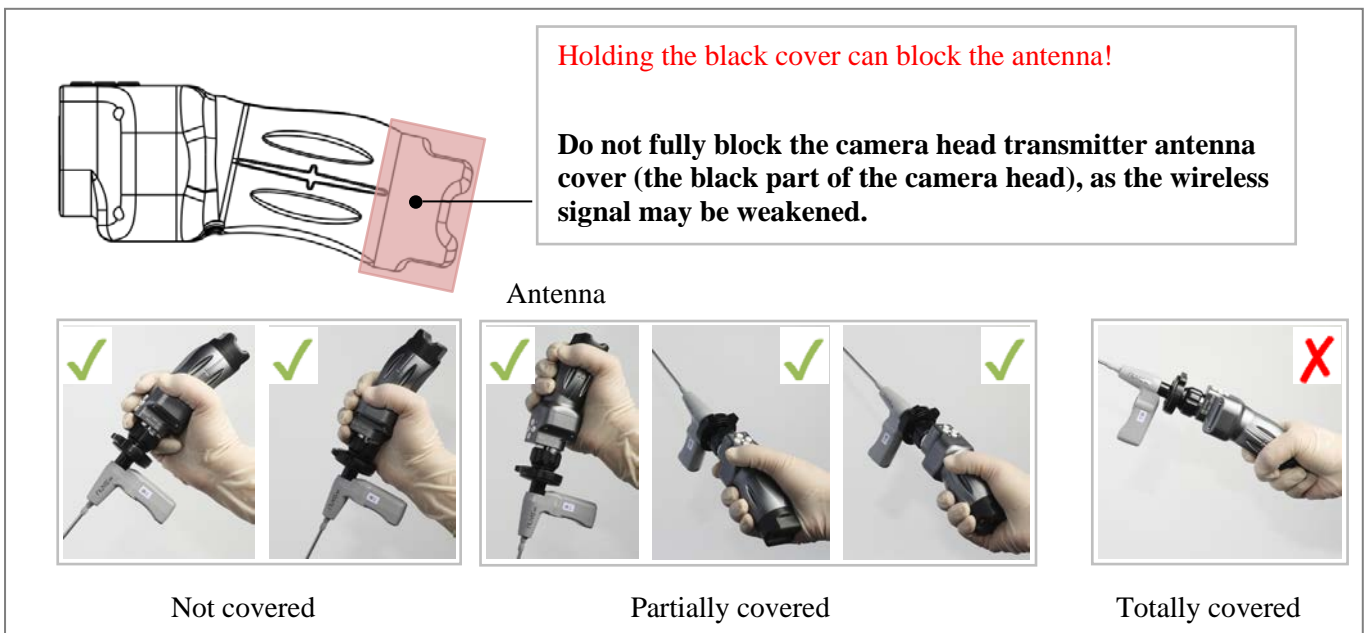 Holding the black cover can block the antenna!
Do not fully block the camera head transmitter antenna
cover (the black part of the camera head), as the wireless
signal may be weakened.
Antenna
Not covered
Partially covered
Totally covered